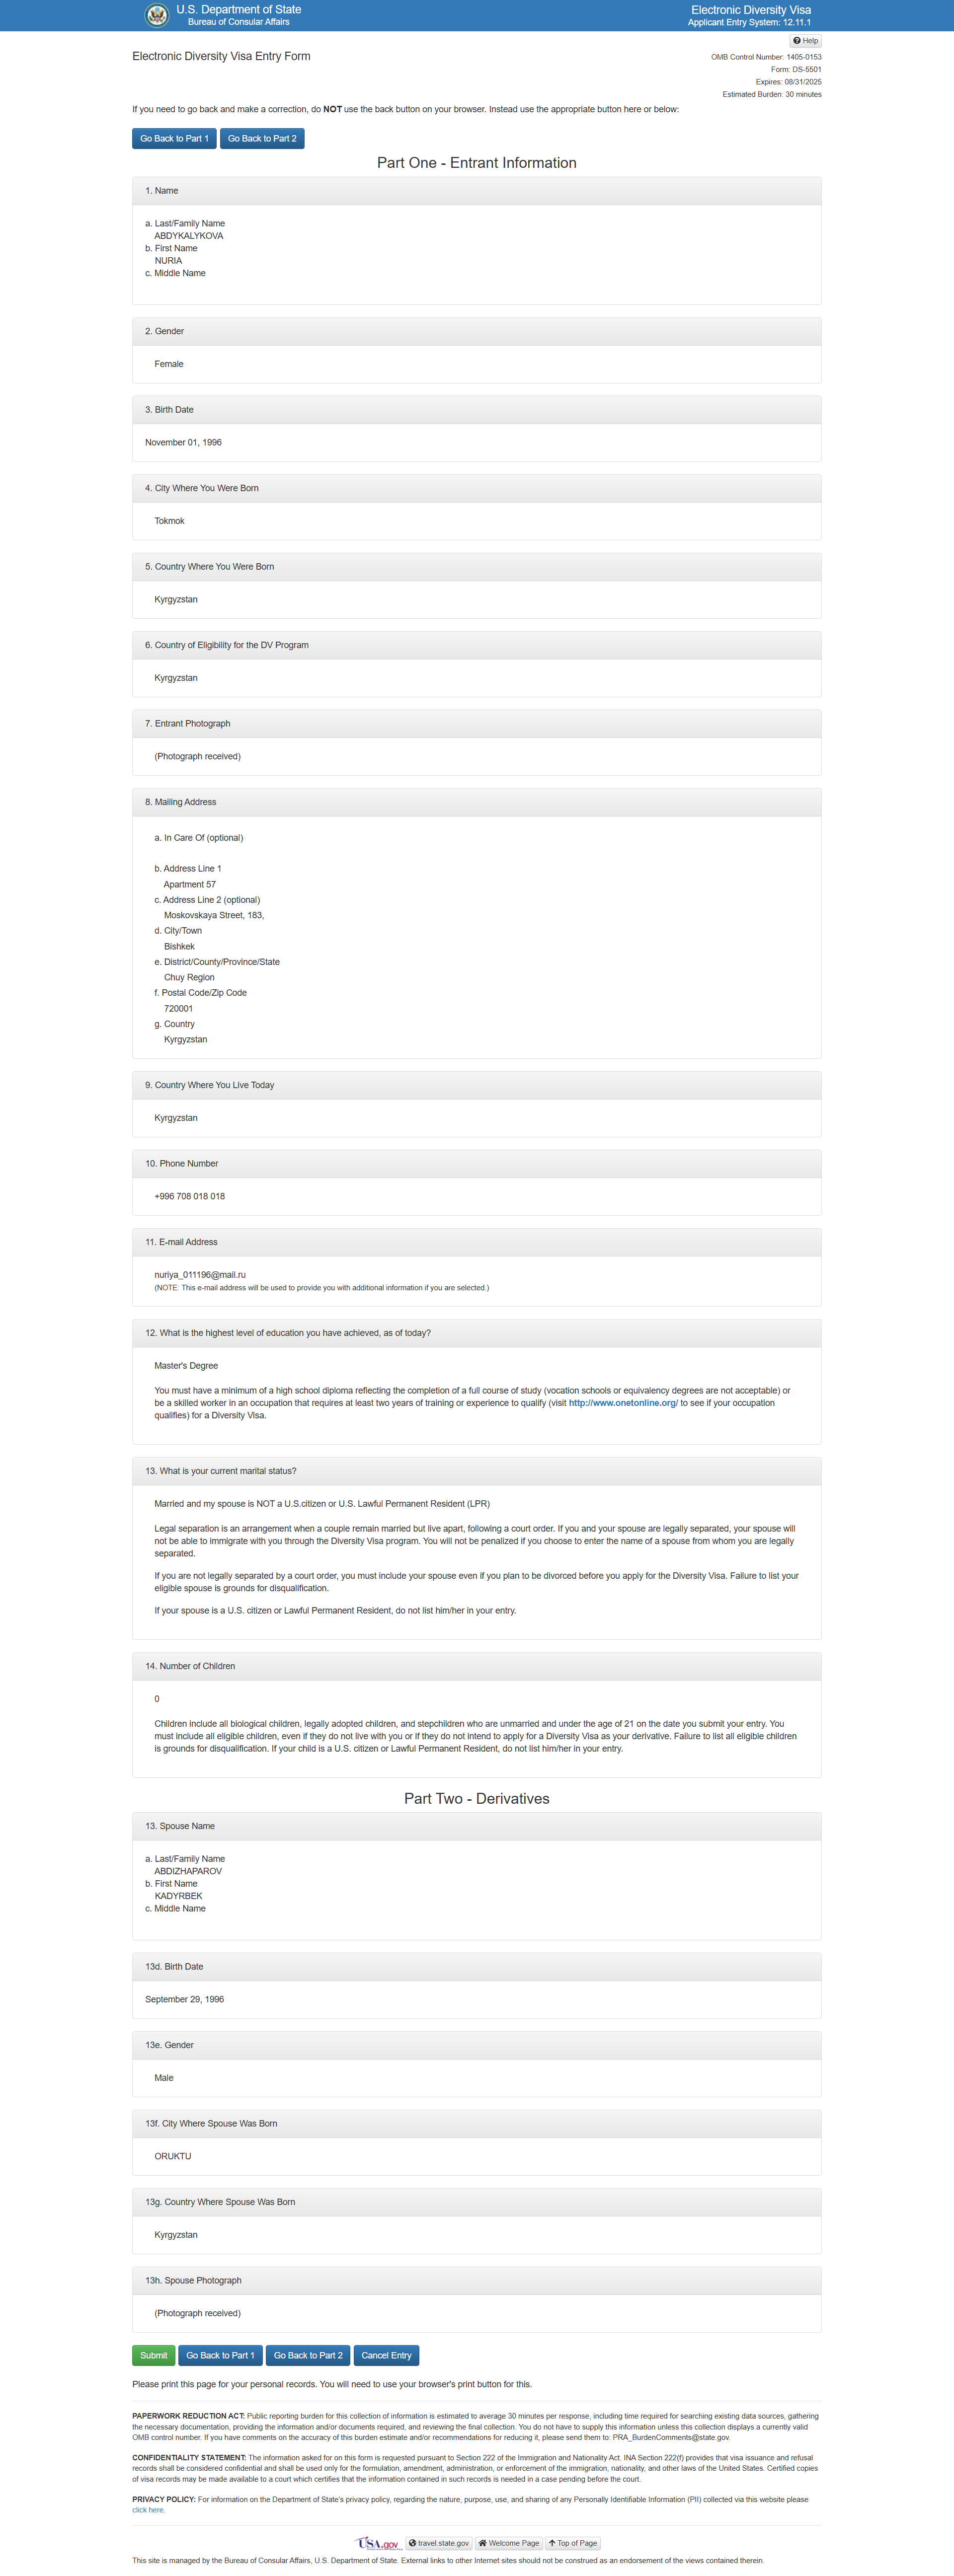 U.S. Department of State
Bureau of Consular Affairs
Electronic Diversity Visa
Applicant Entry System: 12.11.1
Help
Electronic Diversity Visa Entry Form
OMB Control Number: 1405-0153
Form: DS-5501
Expires: 08/31/2025
Estimated Burden: 30 minutes
If you need to go back and make a correction, do NOT use the back button on your browser. Instead use the appropriate button here or below:
Go Back to Part 1 Go Back to Part 2
Part One - Entrant Information
1. Name
a. Last/Family Name
ABDYKALYKOVA
b. First Name
NURIA
c. Middle Name
2. Gender
Female
3. Birth Date
November 01, 1996
4. City Where You Were Born
Tokmok
5. Country Where You Were Born
Kyrgyzstan
6. Country of Eligibility for the DV Program
Kyrgyzstan
7. Entrant Photograph
(Photograph received)
8. Mailing Address
a. In Care Of (optional)
b. Address Line 1
Apartment 57
c. Address Line 2 (optional)
Moskovskaya Street, 183,
d. City/Town
Bishkek
e. District/County/Province/State
Chuy Region
f. Postal Code/Zip Code
720001
g. Country
Kyrgyzstan
9. Country Where You Live Today
Kyrgyzstan
10. Phone Number
+996 708 018 018
11. E-mail Address
nuriya_011196@mail.ru
(NOTE: This e-mail address will be used to provide you with additional information if you are selected.)
12. What is the highest level of education you have achieved, as of today?
Master's Degree
You must have a minimum of a high school diploma reflecting the completion of a full course of study (vocation schools or equivalency degrees are not acceptable) or
be a skilled worker in an occupation that requires at least two years of training or experience to qualify (visit http://www.onetonline.org/ to see if your occupation
qualifies) for a Diversity Visa.
13. What is your current marital status?
Married and my spouse is NOT a U.S.citizen or U.S. Lawful Permanent Resident (LPR)
Legal separation is an arrangement when a couple remain married but live apart, following a court order. If you and your spouse are legally separated, your spouse will
not be able to immigrate with you through the Diversity Visa program. You will not be penalized if you choose to enter the name of a spouse from whom you are legally
separated.
If you are not legally separated by a court order, you must include your spouse even if you plan to be divorced before you apply for the Diversity Visa. Failure to list your
eligible spouse is grounds for disqualification.
If your spouse is a U.S. citizen or Lawful Permanent Resident, do not list him/her in your entry.
14. Number of Children
0
Children include all biological children, legally adopted children, and stepchildren who are unmarried and under the age of 21 on the date you submit your entry. You
must include all eligible children, even if they do not live with you or if they do not intend to apply for a Diversity Visa as your derivative. Failure to list all eligible children
is grounds for disqualification. If your child is a U.S. citizen or Lawful Permanent Resident, do not list him/her in your entry.
Part Two - Derivatives
13. Spouse Name
a. Last/Family Name
ABDIZHAPAROV
b. First Name
KADYRBEK
c. Middle Name
13d. Birth Date
September 29, 1996
13e. Gender
Male
13f. City Where Spouse Was Born
ORUKTU
13g. Country Where Spouse Was Born
Kyrgyzstan
13h. Spouse Photograph
(Photograph received)
Submit Go Back to Part 1 Go Back to Part 2 Cancel Entry
Please print this page for your personal records. You will need to use your browser's print button for this.
PAPERWORK REDUCTION ACT: Public reporting burden for this collection of information is estimated to average 30 minutes per response, including time required for searching existing data sources, gathering
the necessary documentation, providing the information and/or documents required, and reviewing the final collection. You do not have to supply this information unless this collection displays a currently valid
OMB control number. If you have comments on the accuracy of this burden estimate and/or recommendations for reducing it, please send them to: PRA_BurdenComments@state.gov.
CONFIDENTIALITY STATEMENT: The information asked for on this form is requested pursuant to Section 222 of the Immigration and Nationality Act. INA Section 222(f) provides that visa issuance and refusal
records shall be considered confidential and shall be used only for the formulation, amendment, administration, or enforcement of the immigration, nationality, and other laws of the United States. Certified copies
of visa records may be made available to a court which certifies that the information contained in such records is needed in a case pending before the court.
PRIVACY POLICY: For information on the Department of State's privacy policy, regarding the nature, purpose, use, and sharing of any Personally Identifiable Information (PII) collected via this website please
click here.
USA.gov travel.state.gov Welcome Page Top of Page
This site is managed by the Bureau of Consular Affairs, U.S. Department of State. External links to other Internet sites should not be construed as an endorsement of the views contained therein.